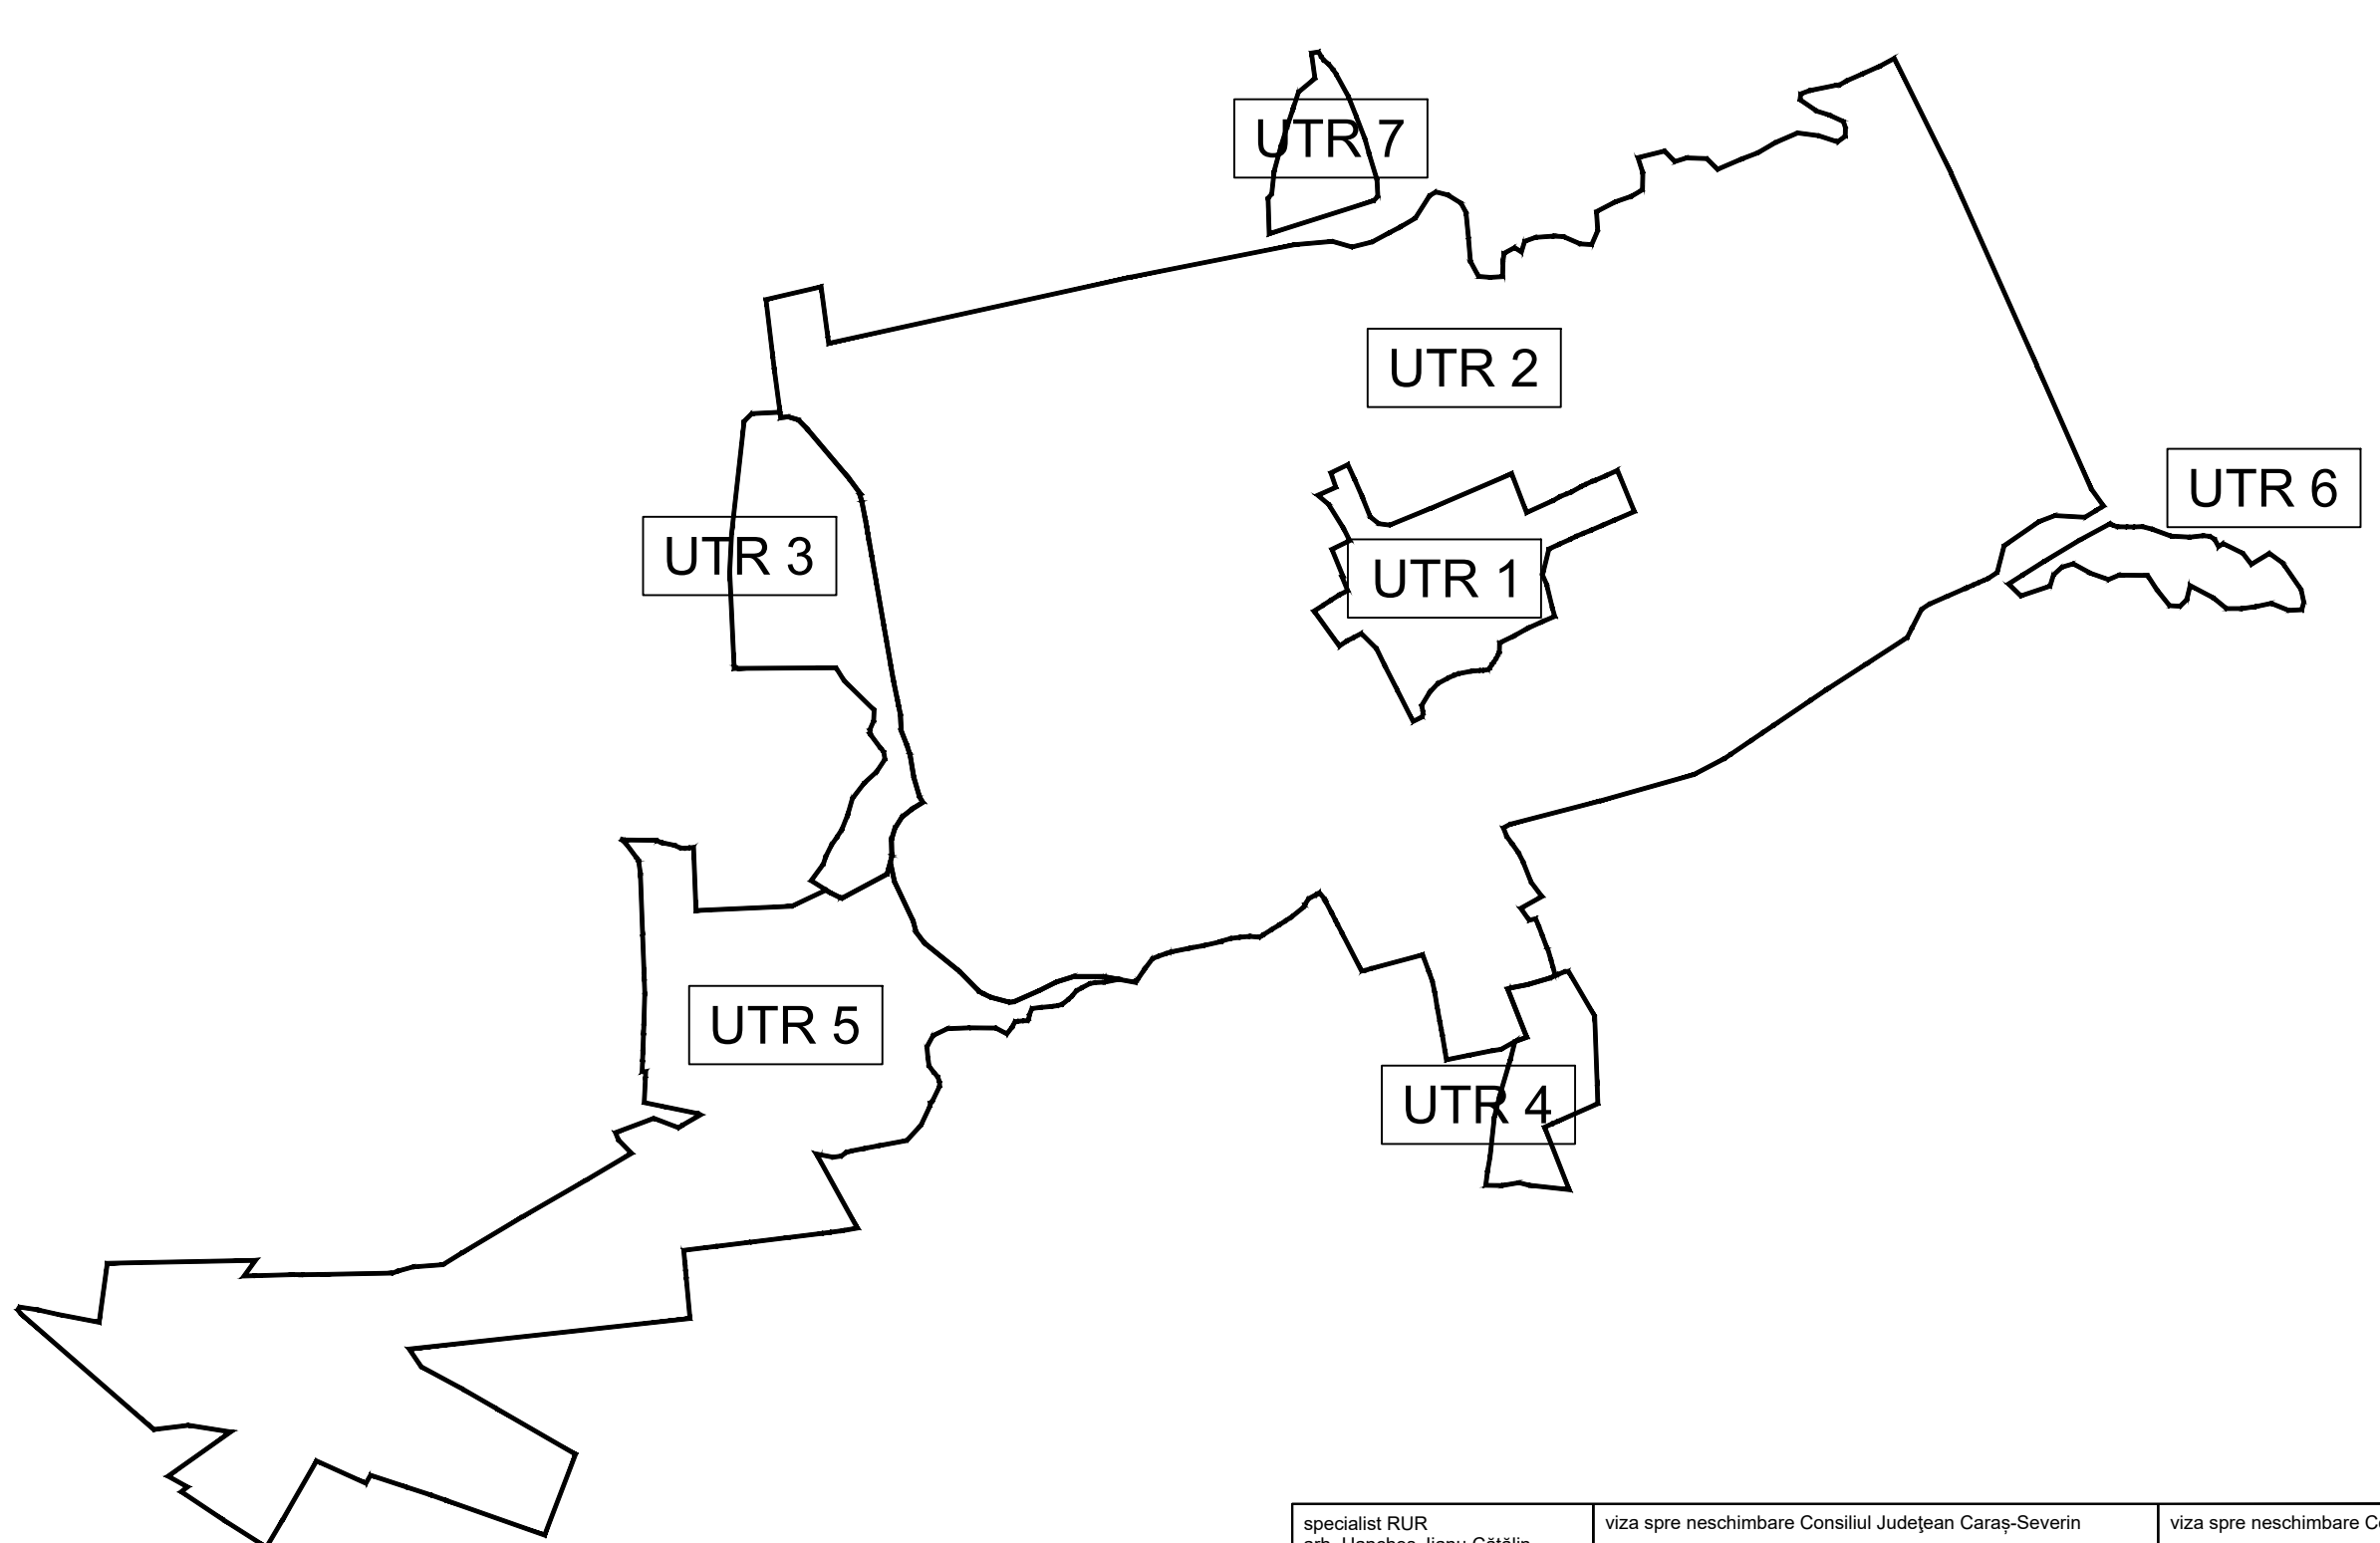 UTR 7
UTR 2
UTR 6
UTR 3
UTR 1
UTR 5
UTR 4
specialist RUR
viza spre neschimbare Consiliul Judeţean Caraș-Severin
viza spre neschimbare